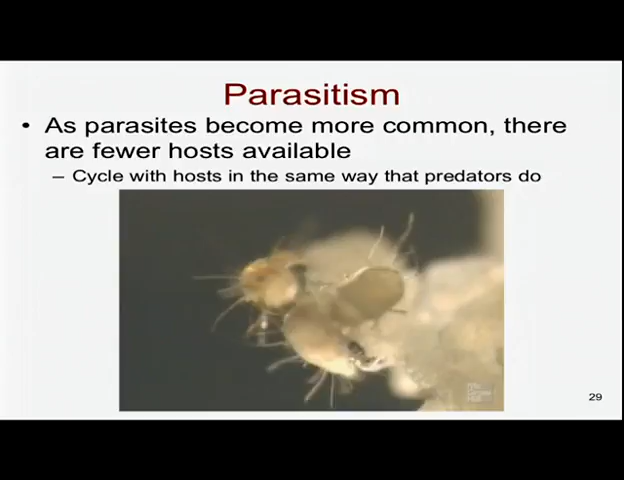 Parasitism
• As parasites become more common, there
are fewer hosts available
– Cycle with hosts in the same way that predators do
29